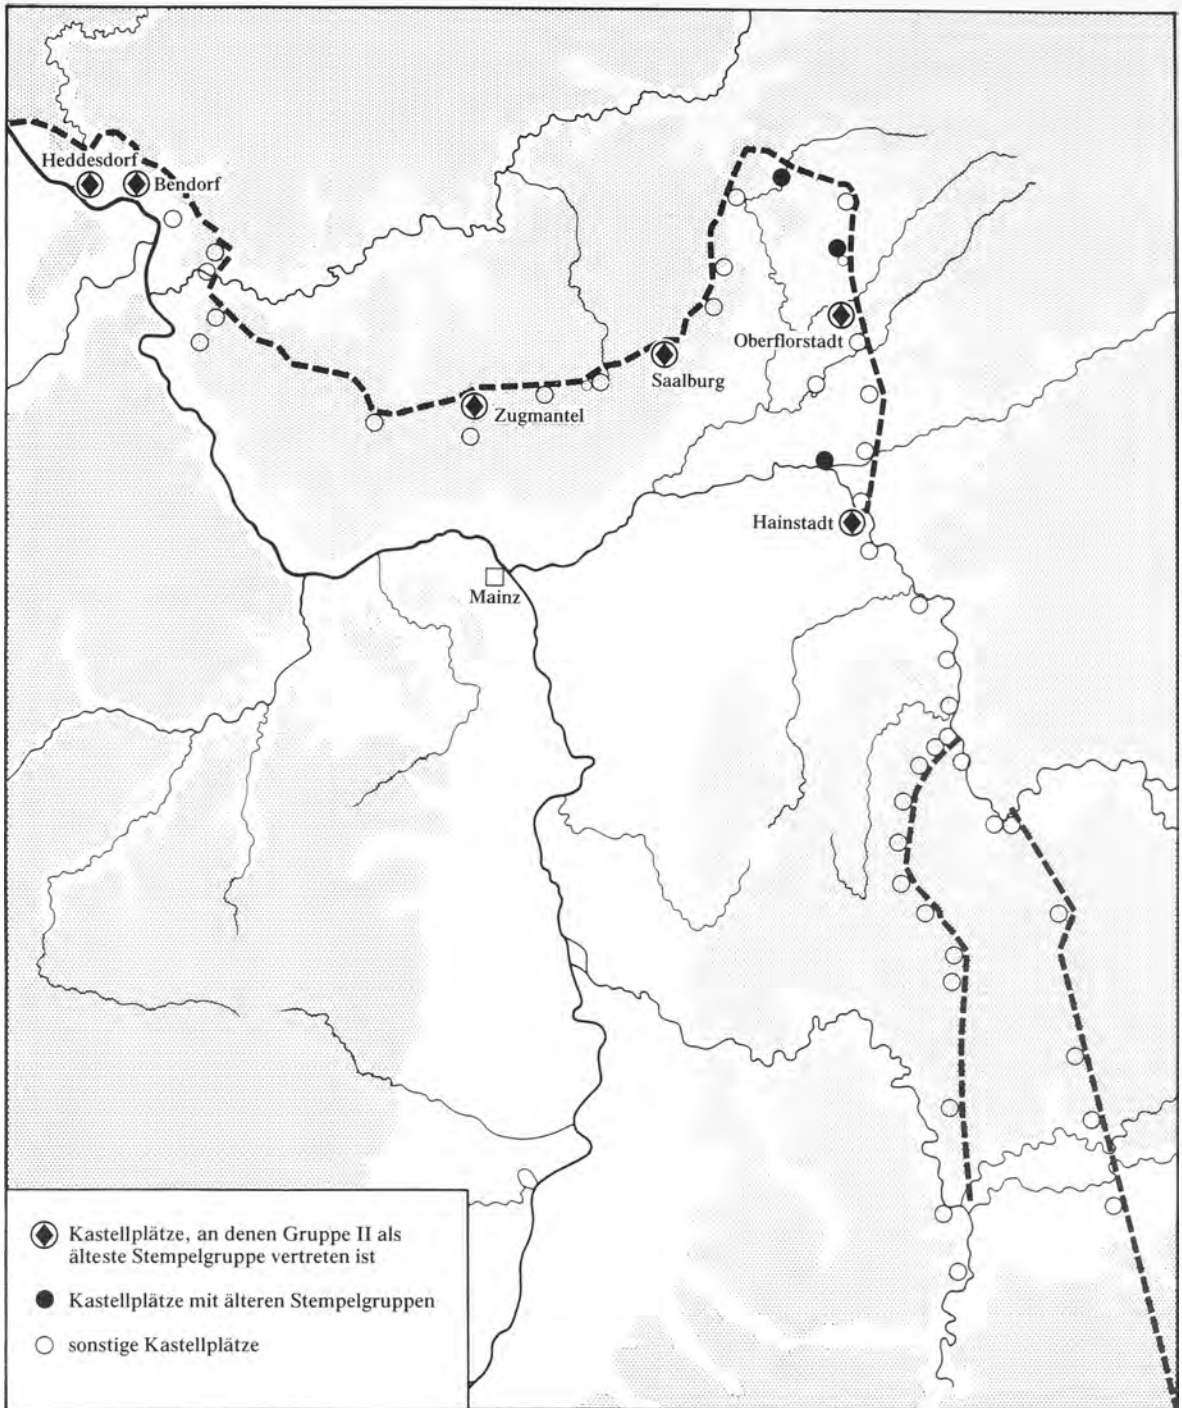 Heddesdorf
Bendorf
Oberflorstadt
Saalburg
Zugmantel
Hainstadt
Mainz
Kastellplätze, an denen Gruppe II als
älteste Stempelgruppe vertreten ist
Kastellplätze mit älteren Stempelgruppen
sonstige Kastellplätze